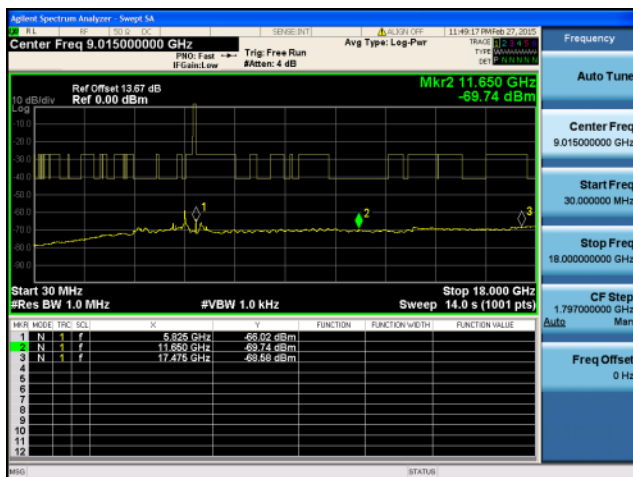 Agilent Spectrum Analyzer - Swept SA
RL RF 50 Ω DC SENSE:INT ALIGN OFF 11:49:17 PM Feb 27, 2015
Center Freq 9.015000000 GHz
PNO: Fast
IFGain:Low
Trig: Free Run
#Atten: 4 dB
Avg Type: Log-Pwr
TRACE 1 2 3 4 5 6
TYPE
DET P N N N N N
Ref Offset 13.67 dB
Ref 0.00 dBm
10 dB/div
Log
Mkr2 11.650 GHz
-69.74 dBm
-10.0
-20.0
-30.0
-40.0
-50.0
-60.0
-70.0
-80.0
-90.0
1
2
3
Start 30 MHz
Stop 18.000 GHz
#Res BW 1.0 MHz
#VBW 1.0 kHz
Sweep 14.0 s (1001 pts)
MKR MODE TRC SCL X Y FUNCTION FUNCTION WIDTH FUNCTION VALUE
1 N 1 f 5.825 GHz -66.02 dBm
2 N 1 f 11.650 GHz -69.74 dBm
3 N 1 f 17.475 GHz -68.58 dBm
4
5
6
7
8
9
10
11
12
MSG
STATUS
Frequency
Auto Tune
Center Freq
9.015000000 GHz
Start Freq
30.000000 MHz
Stop Freq
18.000000000 GHz
CF Step
1.797000000 GHz
Auto Man
Freq Offset
0 Hz